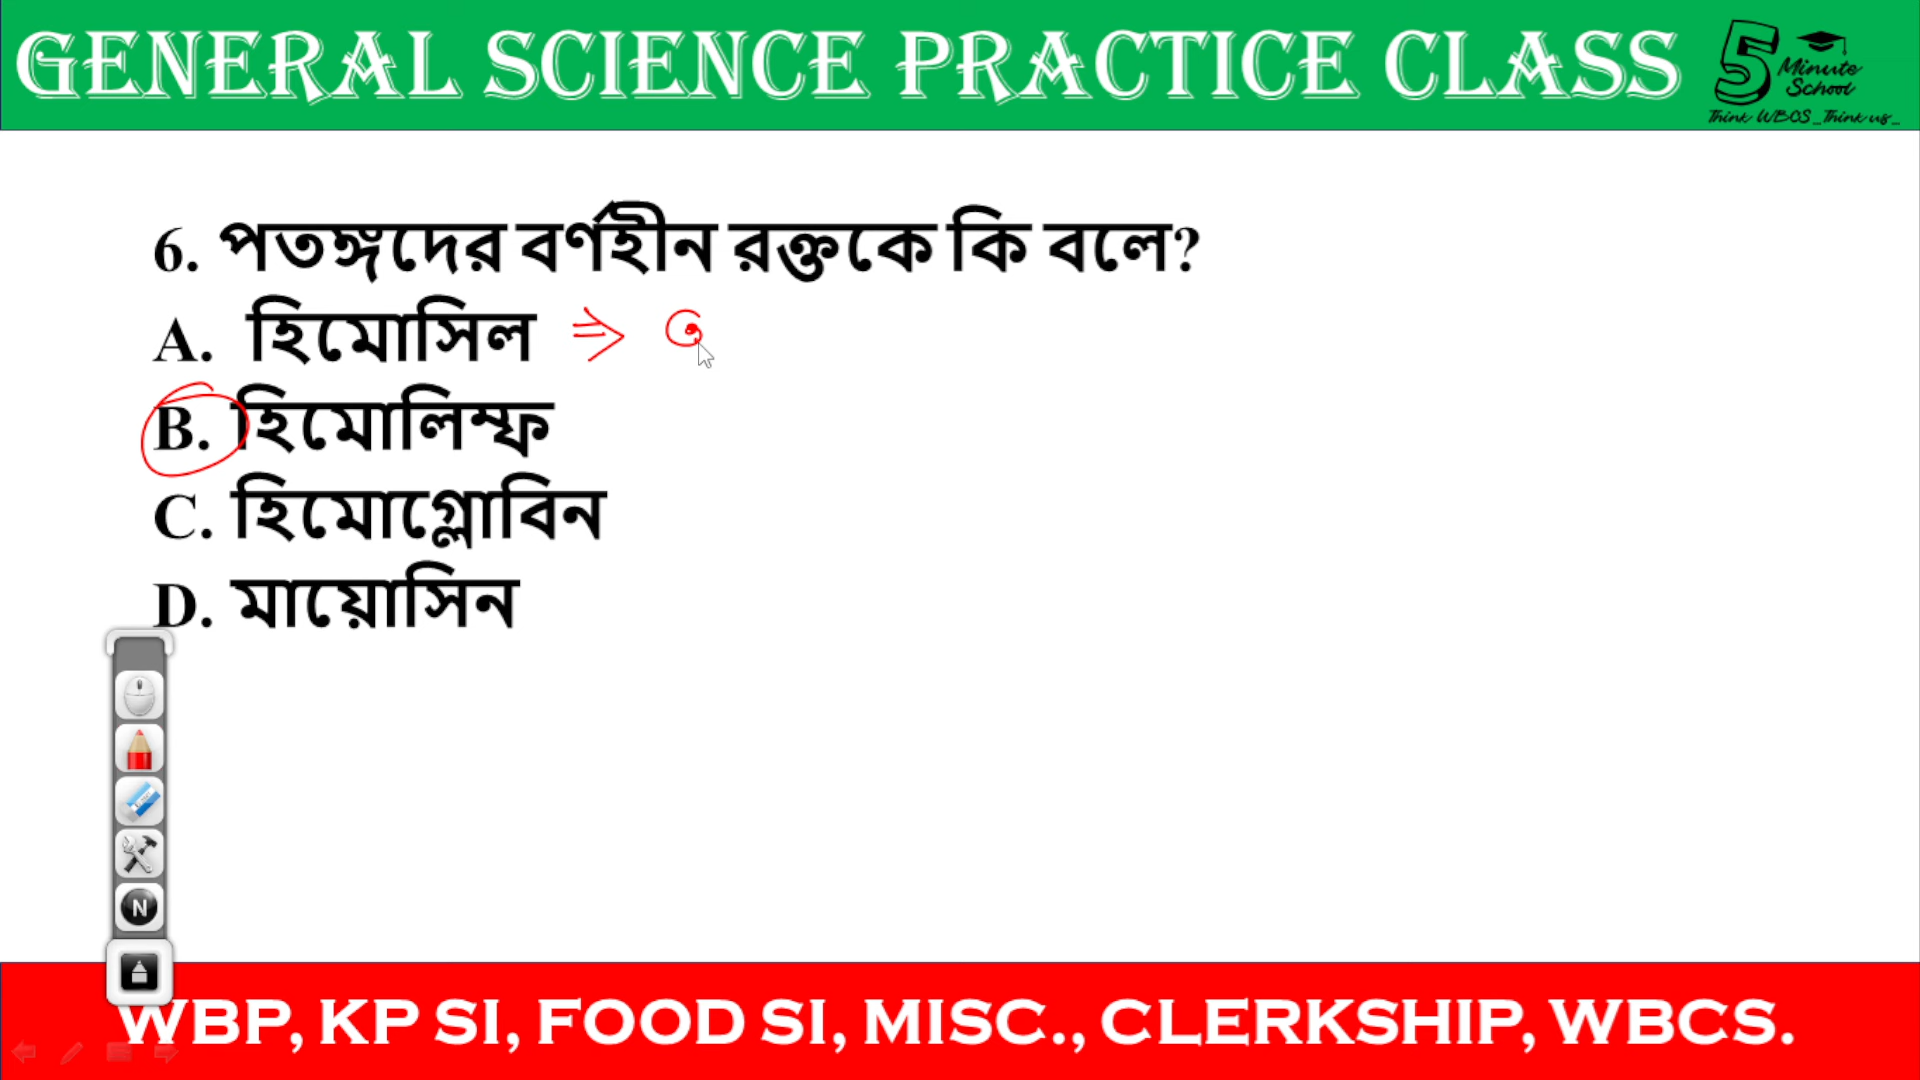 GENERAL SCIENCE PRACTICE CLASS
5 Minute School
Think WBCS_Think us_
6. পতঙ্গদের বর্ণহীন রক্তকে কি বলে?
A. হিমোসিল ⇒
B. হিমোলিম্ফ
C. হিমোগ্লোবিন
D. মায়োসিন
N
WBP, KP SI, FOOD SI, MISC., CLERKSHIP, WBCS.